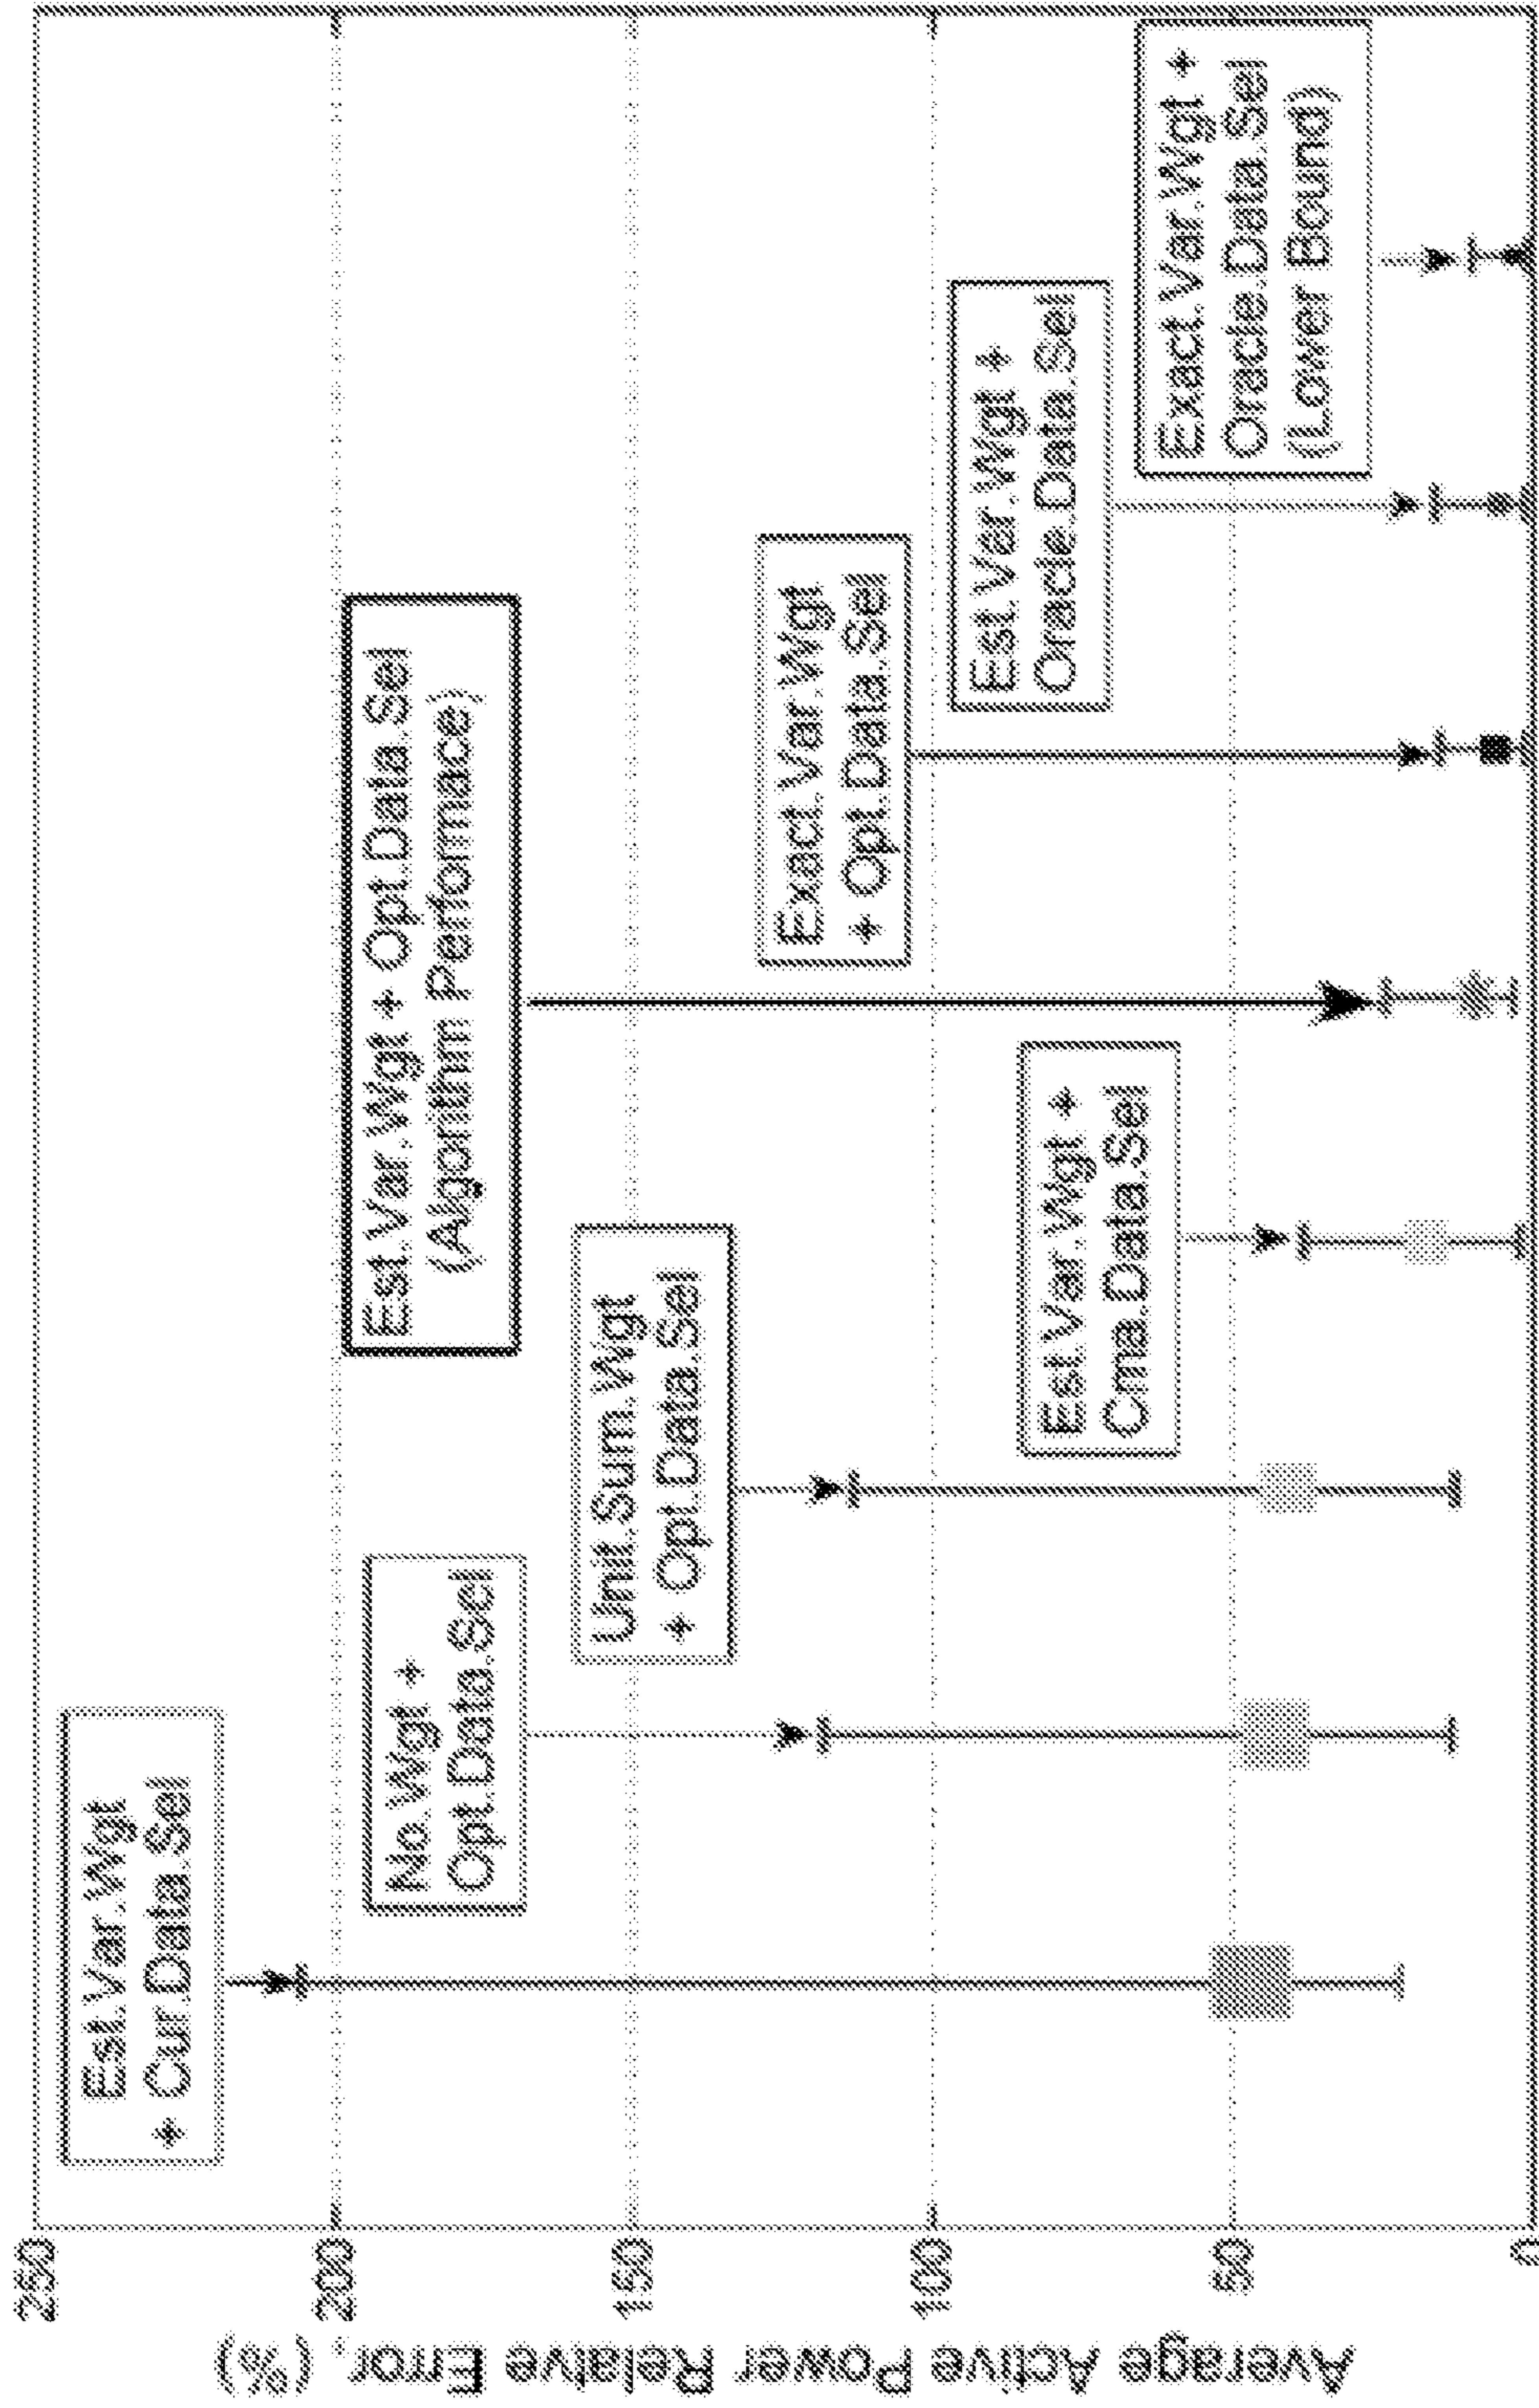 Average Active Power Relative Error, (%)
250
200
150
100
50
0
Est.Var.Wgt
+ Cur.Data.Sel
No.Wgt +
Opt.Data.Sel
Unit.Sum.Wgt
+ Opt.Data.Sel
Est.Var.Wgt +
Cma.Data.Sel
Est.Var.Wgt + Opt.Data.Sel
(Algorithm Performace)
Exact.Var.Wgt
+ Opt.Data.Sel
Est.Var.Wgt +
Oracle.Data.Sel
Exact.Var.Wgt +
Oracle.Data.Sel
(Lower Bound)